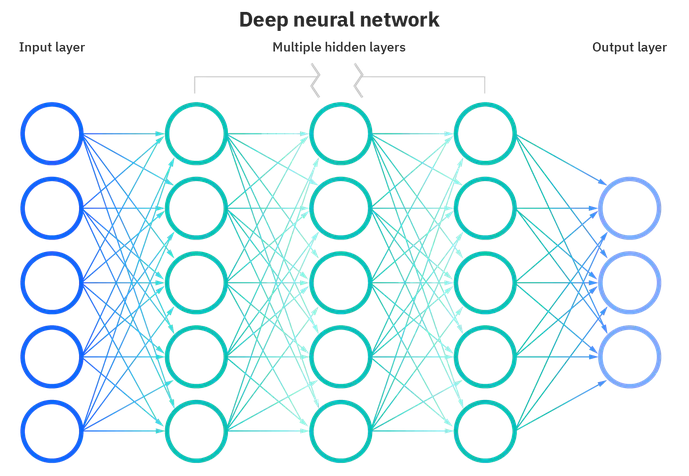 Deep neural network
Input layer
Multiple hidden layers
Output layer